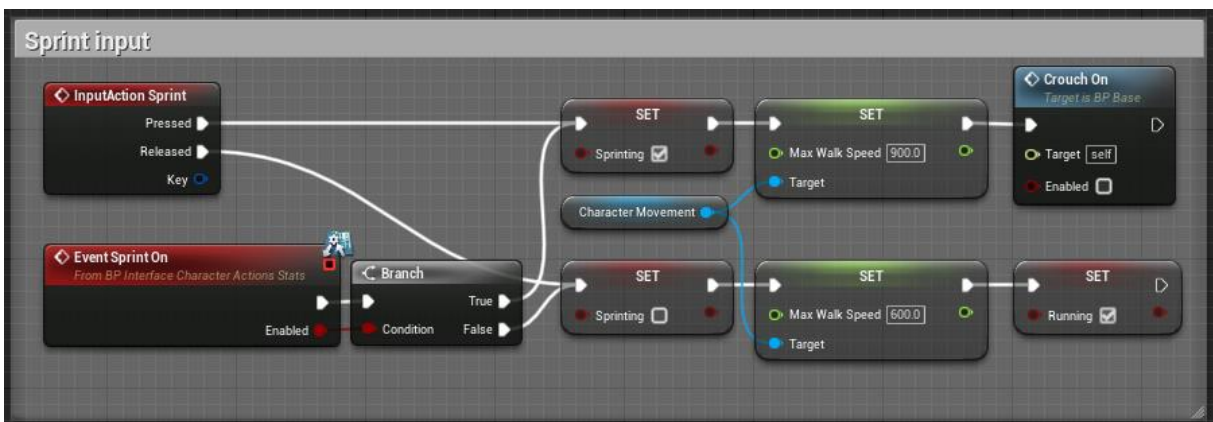 Sprint input
InputAction Sprint
Pressed
Released
Key
SET
Sprinting
SET
Max Walk Speed 900.0
Target
Crouch On
Target is BP Base
Target self
Enabled
Character Movement
Event Sprint On
From BP Interface Character Actions Stats
Enabled
Branch
True
Condition False
SET
Sprinting
SET
Max Walk Speed 600.0
Target
SET
Running